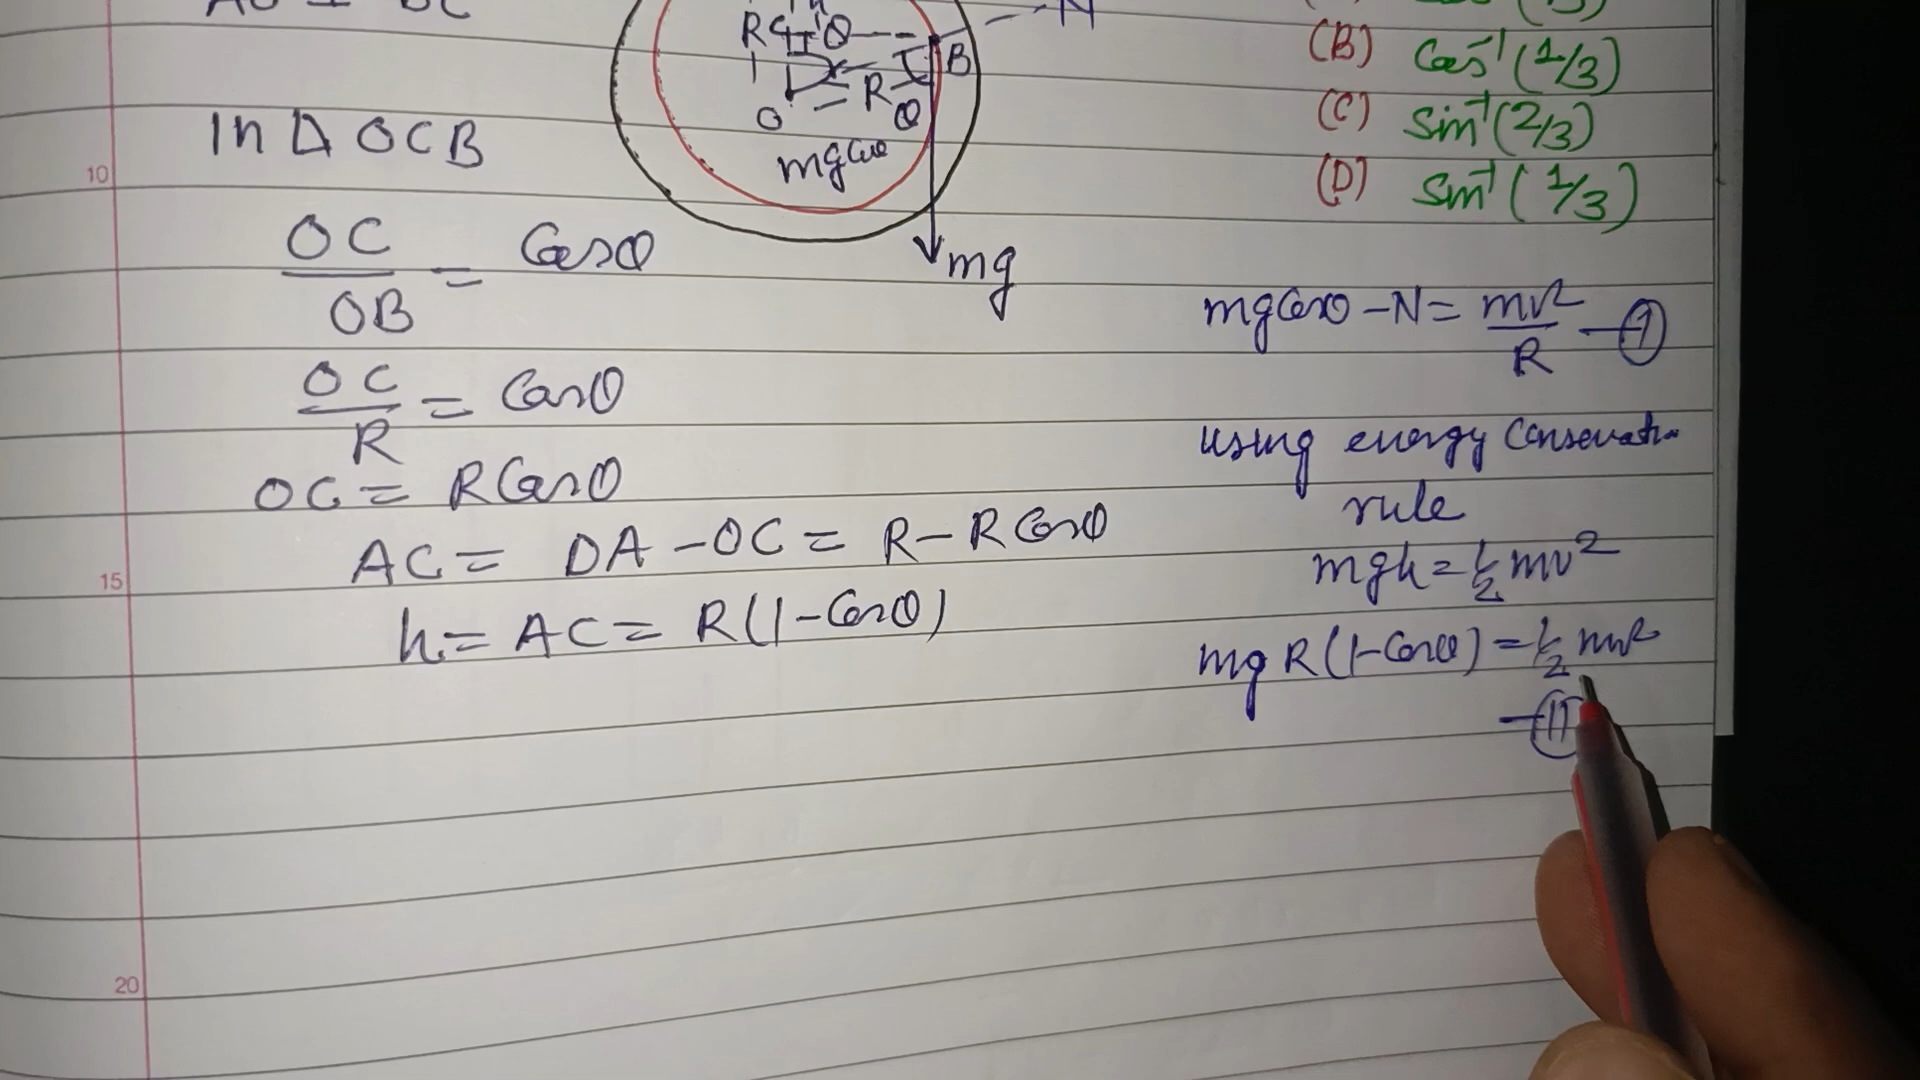 In Δ OCB
OC/OB = Cosθ
OC/R = Cosθ
OC = RCosθ
AC = OA - OC = R - RCosθ
h = AC = R(1-Cosθ)
N
R
θ
B
R
O
θ
mgcosθ
mg
(B) Cos⁻¹(2/3)
(C) Sin⁻¹(2/3)
(D) Sin⁻¹(1/3)
mgCosθ - N = mv²/R - ①
using energy
rule
mgh = ½mv²
mgR(1-Cosθ) = ½mv²
- ⑪
10
15
20